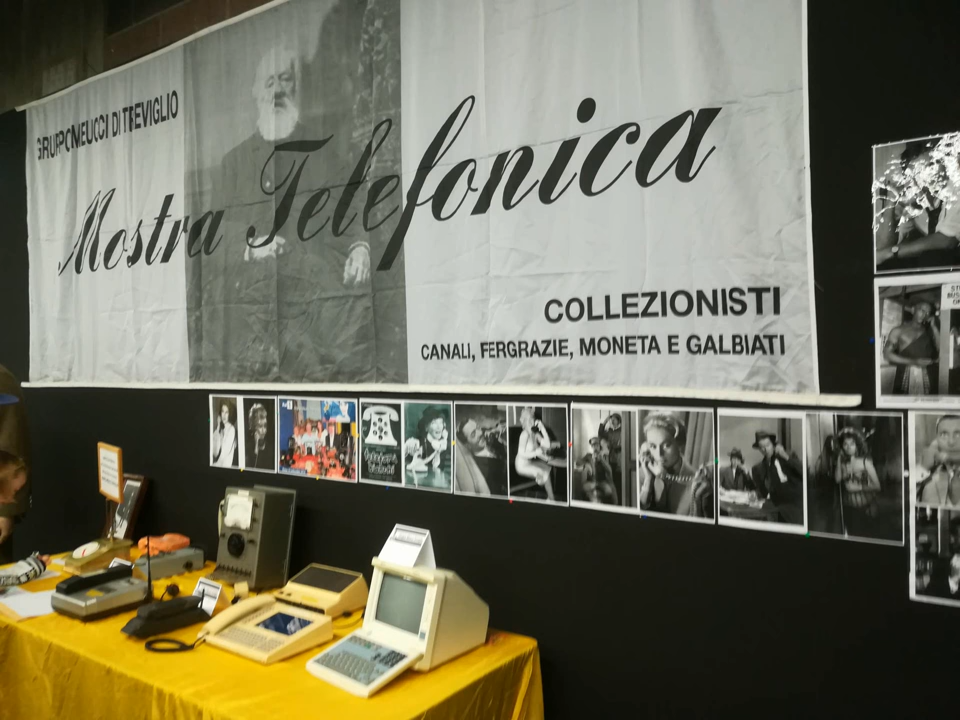 GRUPPO MEUCCI DI TREVIGLIO
Mostra Telefonica
COLLEZIONISTI
CANALI, FERGRAZIE, MONETA E GALBIATI